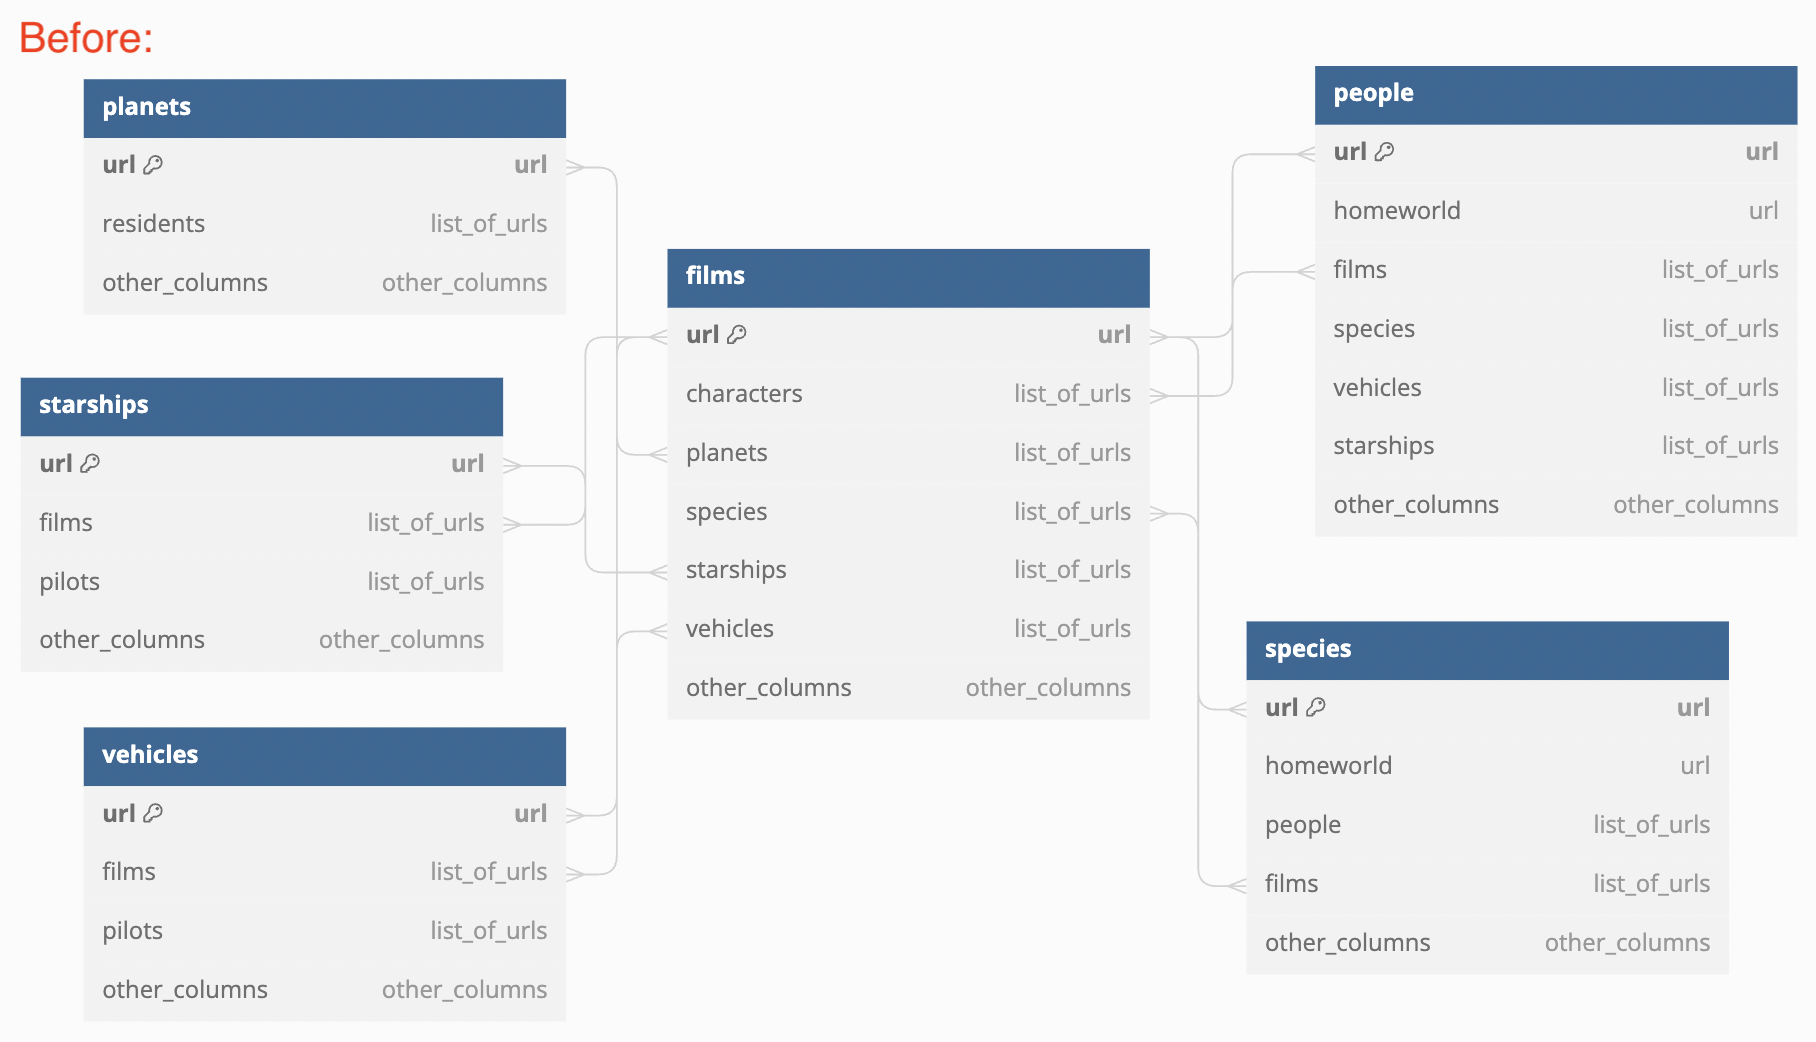 Before:
planets
url url
residents list_of_urls
other_columns other_columns
starships
url url
films list_of_urls
pilots list_of_urls
other_columns other_columns
vehicles
url url
films list_of_urls
pilots list_of_urls
other_columns other_columns
films
url url
characters list_of_urls
planets list_of_urls
species list_of_urls
starships list_of_urls
vehicles list_of_urls
other_columns other_columns
people
url url
homeworld url
films list_of_urls
species list_of_urls
vehicles list_of_urls
starships list_of_urls
other_columns other_columns
species
url url
homeworld url
people list_of_urls
films list_of_urls
other_columns other_columns